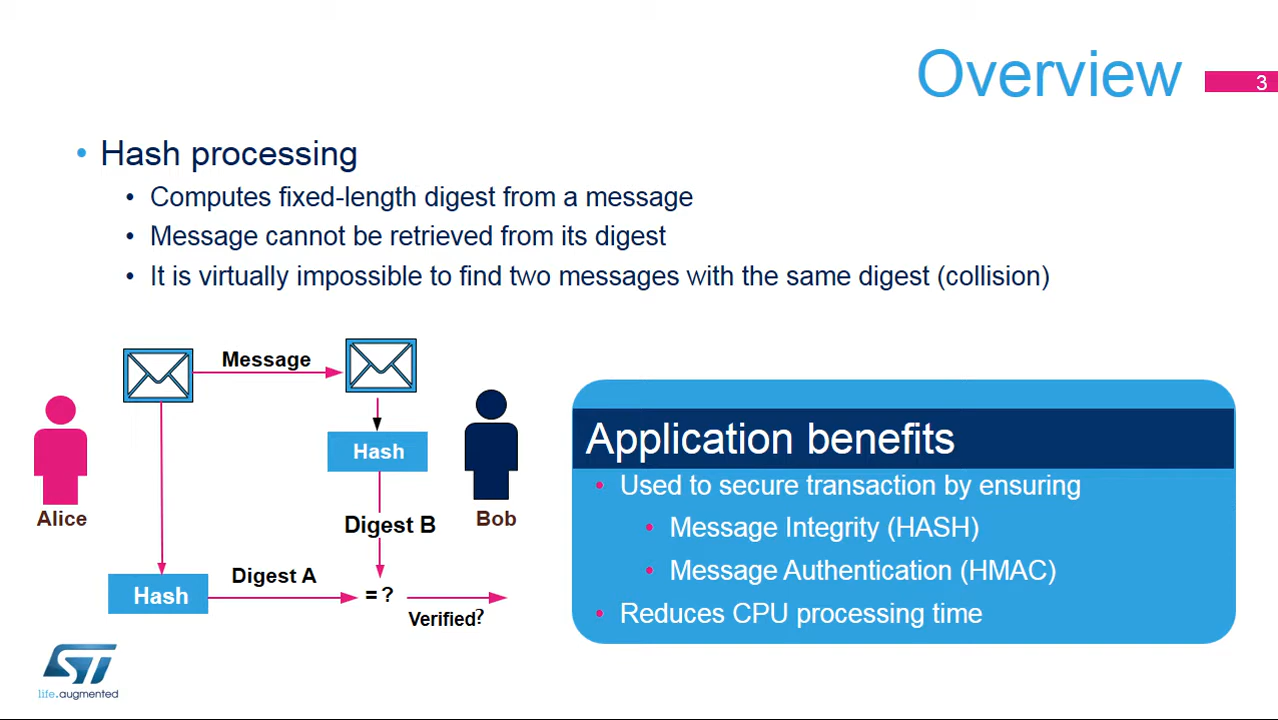 Overview
3
• Hash processing
• Computes fixed-length digest from a message
• Message cannot be retrieved from its digest
• It is virtually impossible to find two messages with the same digest (collision)
Message
Hash
Alice
Digest B
Bob
Digest A
Hash
= ?
Verified?
Application benefits
• Used to secure transaction by ensuring
• Message Integrity (HASH)
• Message Authentication (HMAC)
• Reduces CPU processing time
ST
life.augmented